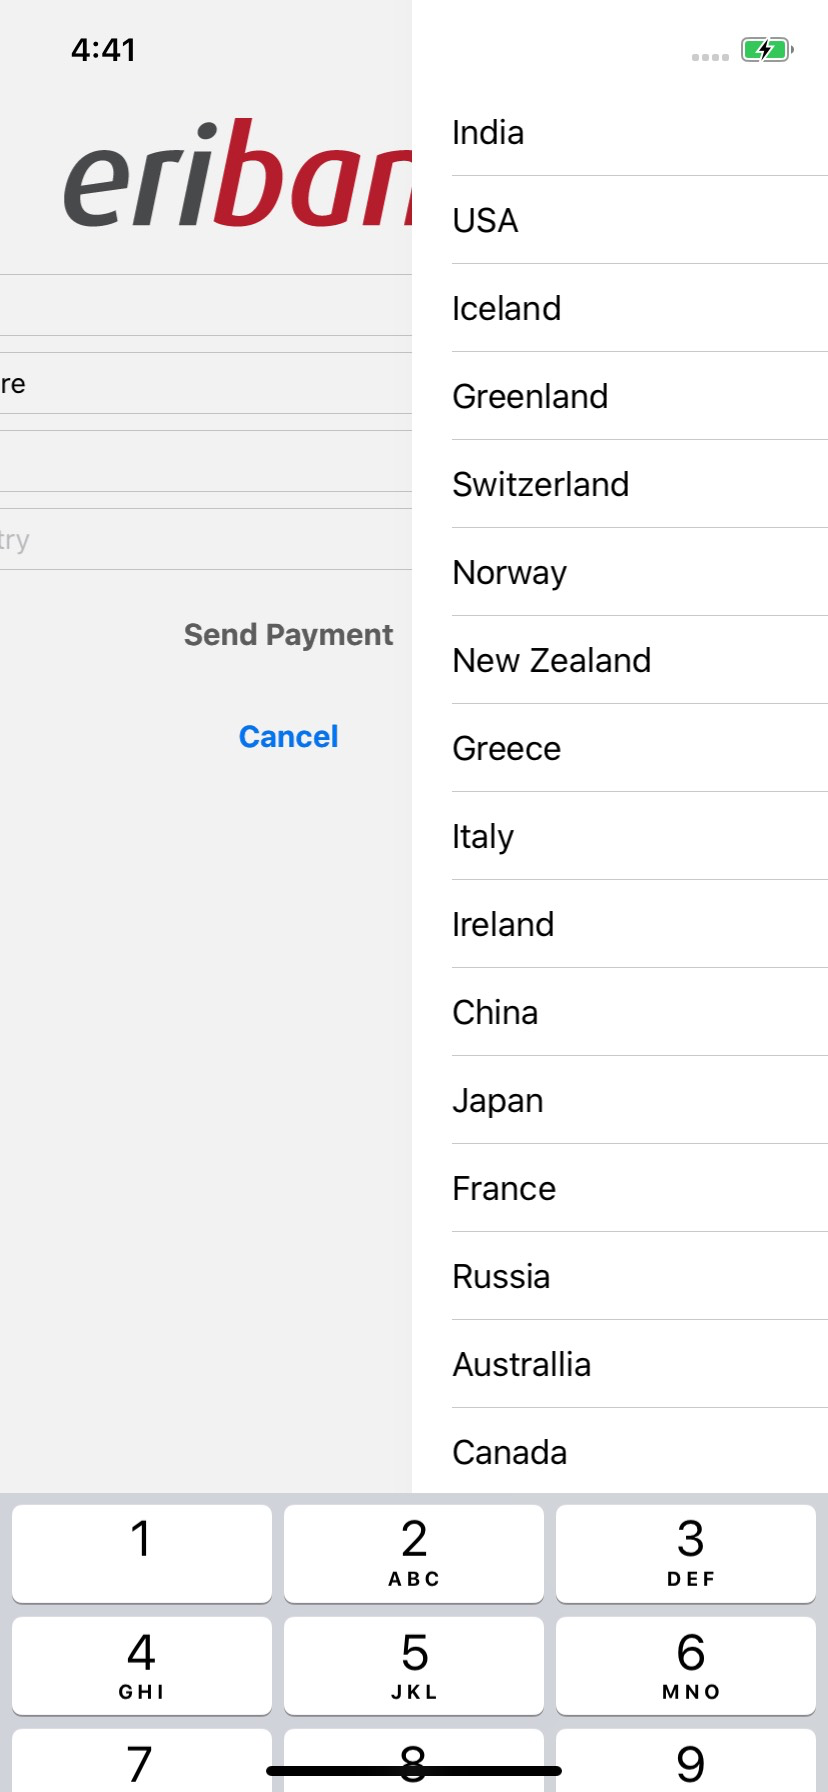 4:41
eriban
re
try
Send Payment
Cancel
India
USA
Iceland
Greenland
Switzerland
Norway
New Zealand
Greece
Italy
Ireland
China
Japan
France
Russia
Australlia
Canada
1
2
ABC
3
DEF
4
GHI
5
JKL
6
MNO
7
8
9